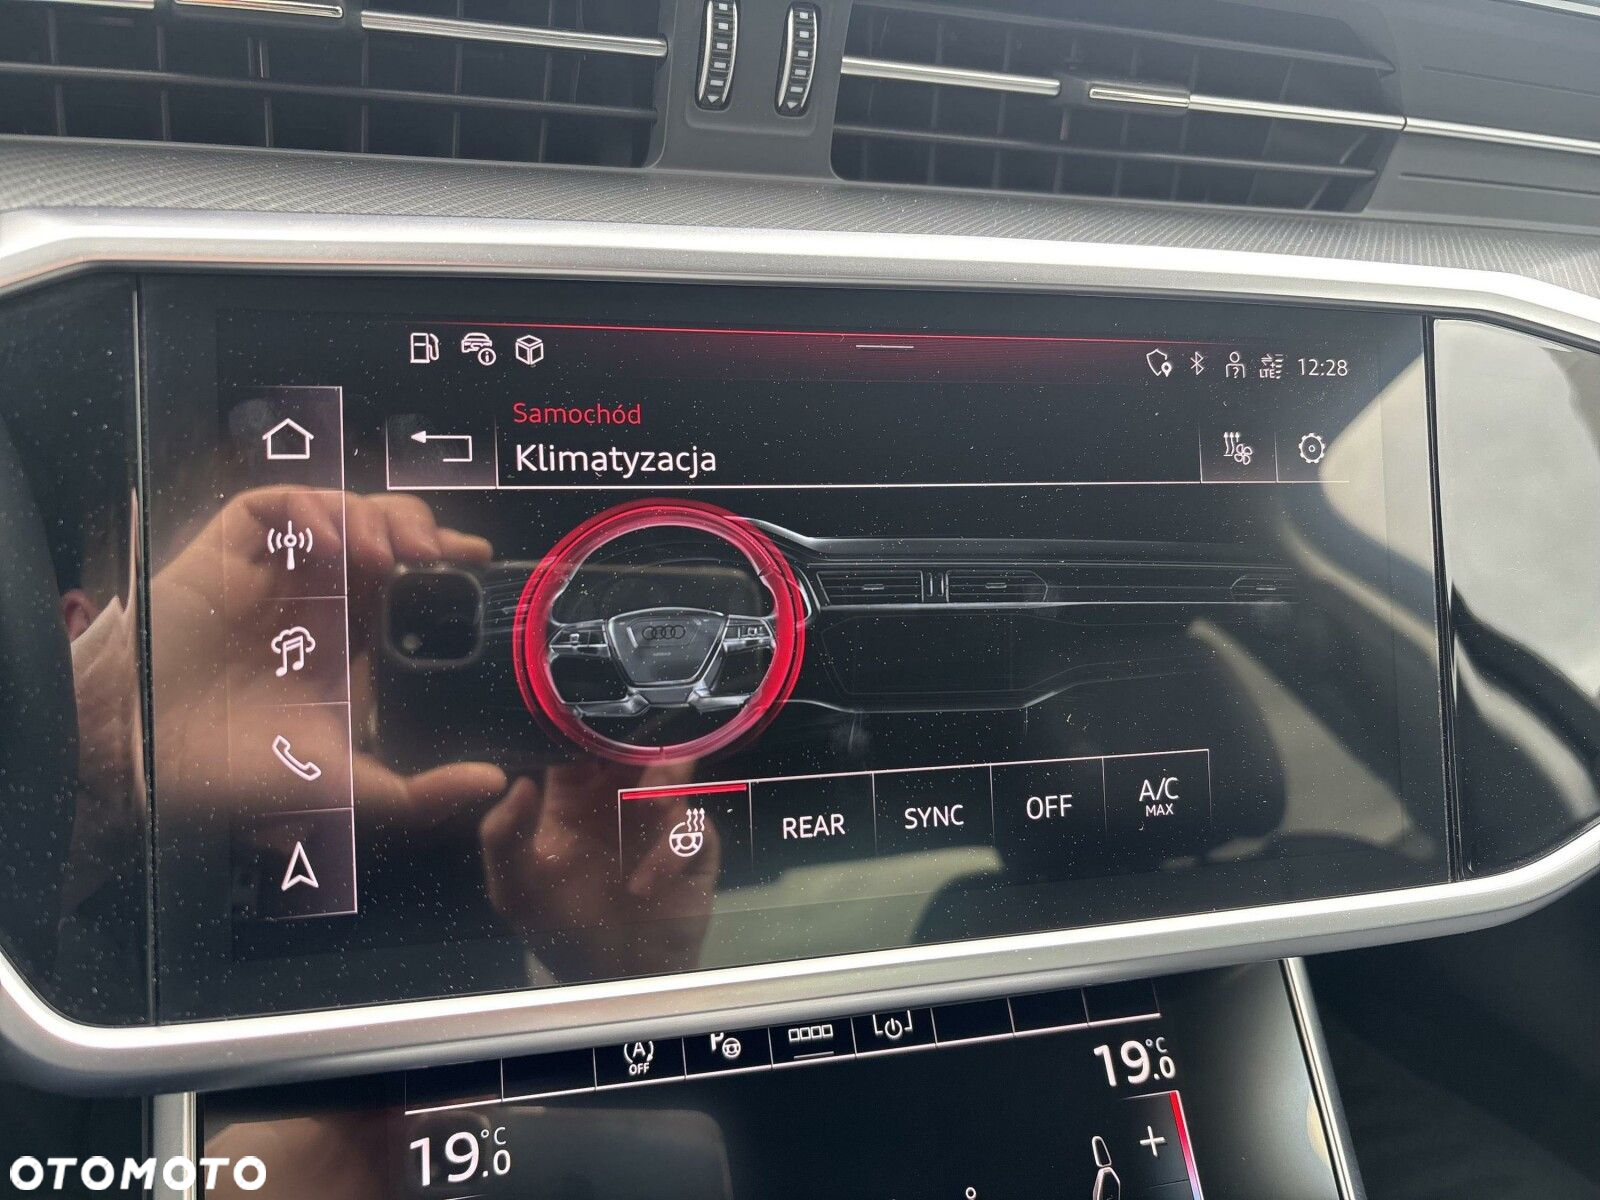 LTE 12:28
Samochód
Klimatyzacja
REAR
SYNC
OFF
A/C
MAX
(A)
OFF
P
19.0 °C
19.0 °C
OTOMOTO